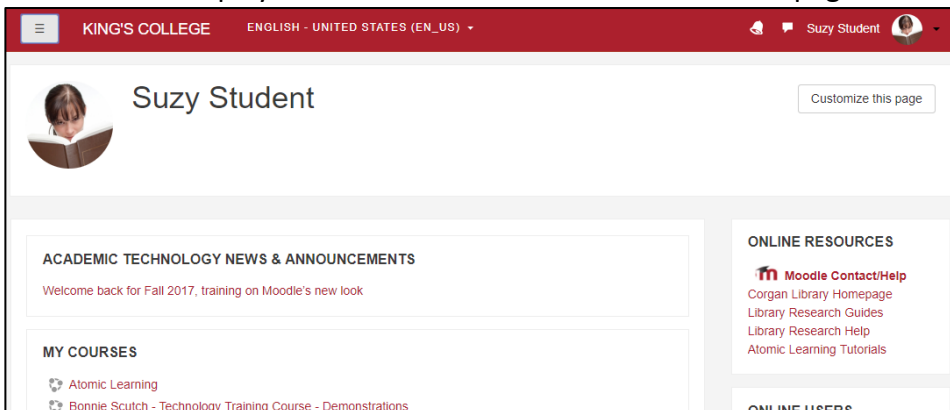 KING'S COLLEGE
ENGLISH - UNITED STATES (EN_US)
Suzy Student
Suzy Student
Customize this page
ACADEMIC TECHNOLOGY NEWS & ANNOUNCEMENTS
Welcome back for Fall 2017, training on Moodle's new look
MY COURSES
Atomic Learning
Bonnie Scutch - Technology Training Course - Demonstrations
ONLINE RESOURCES
Moodle Contact/Help
Corgan Library Homepage
Library Research Guides
Library Research Help
Atomic Learning Tutorials
ONLINE USERS